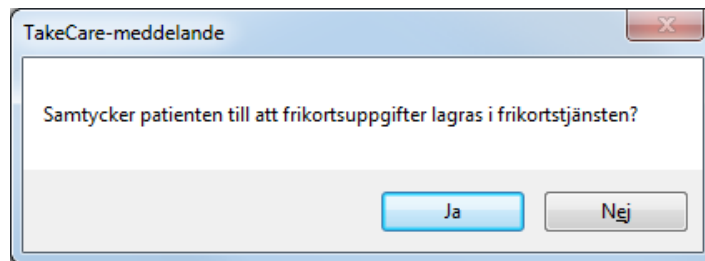 TakeCare-meddelande
Samtycker patienten till att frikortsuppgifter lagras i frikortstjänsten?
Ja
Nej